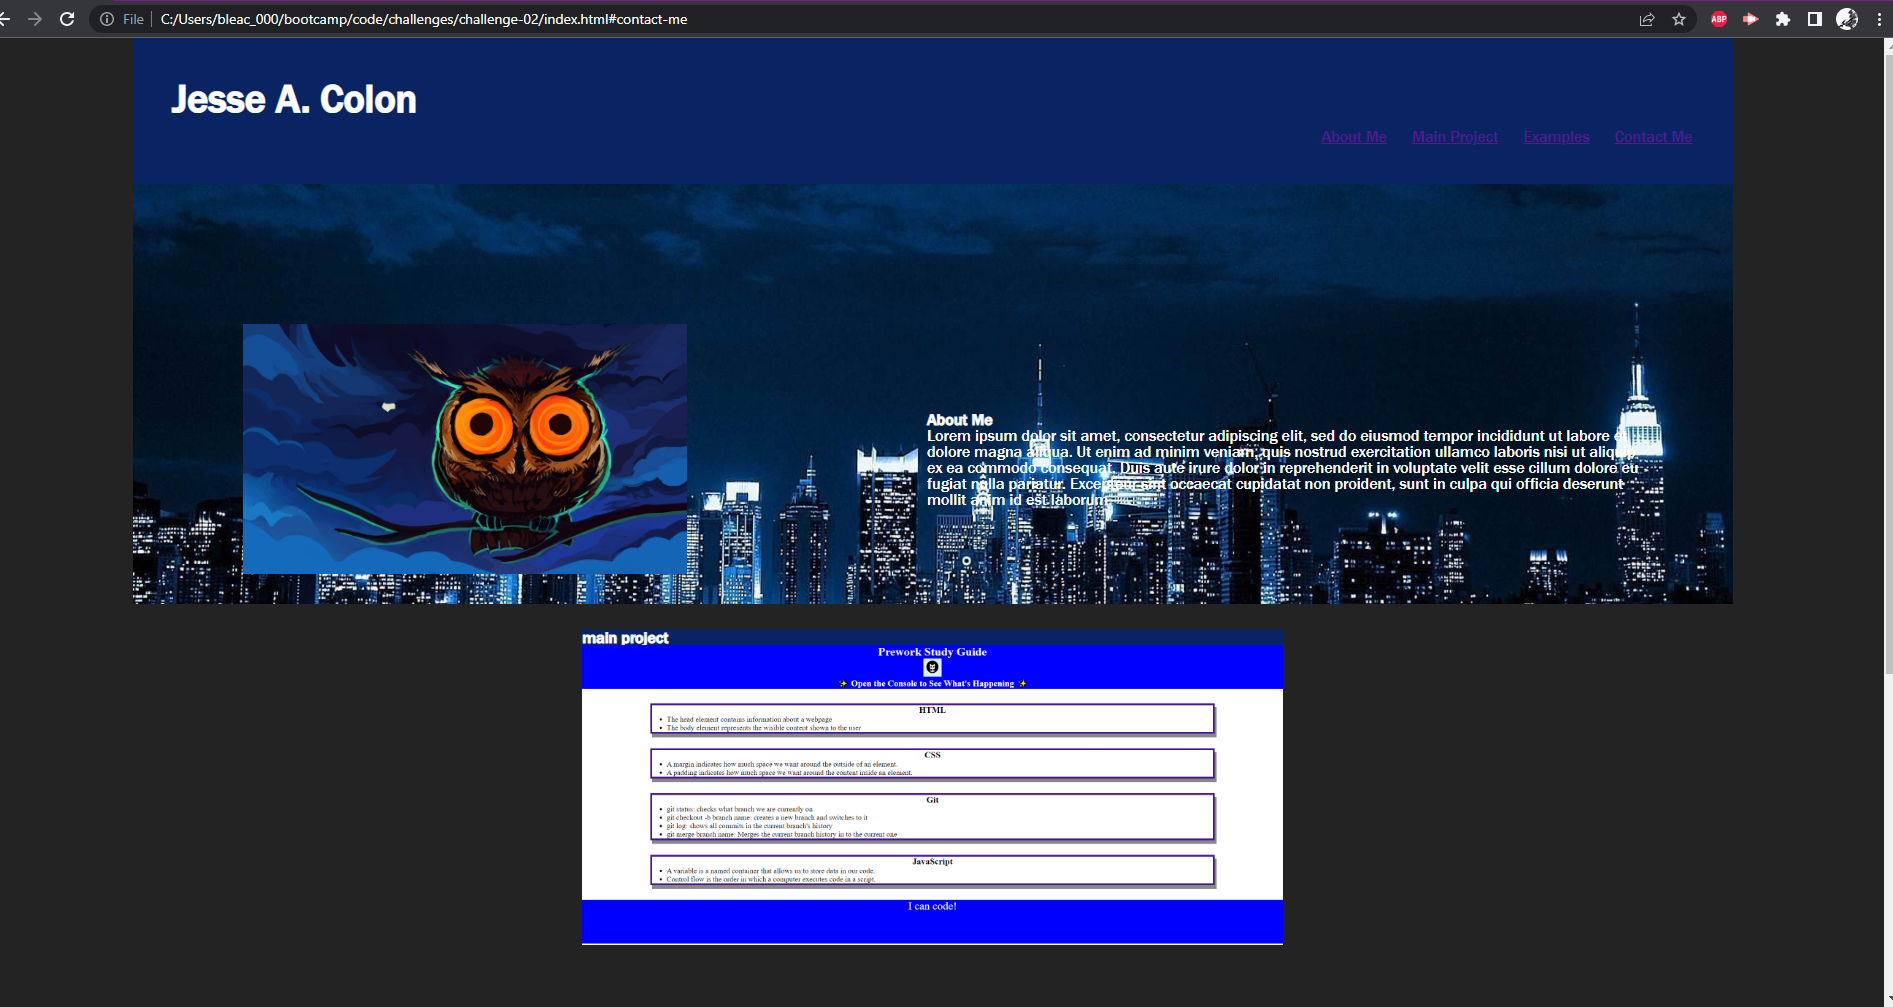 File C:/Users/bleac_000/bootcamp/code/challenges/challenge-02/index.html#contact-me
ABP
Jesse A. Colon
About Me Main Project Examples Contact Me
About Me
Lorem ipsum dolor sit amet, consectetur adipiscing elit, sed do eiusmod tempor incididunt ut labore et
dolore magna aliqua. Ut enim ad minim veniam, quis nostrud exercitation ullamco laboris nisi ut aliquip
ex ea commodo consequat. Duis aute irure dolor in reprehenderit in voluptate velit esse cillum dolore eu
fugiat nulla pariatur. Excepteur sint occaecat cupidatat non proident, sunt in culpa qui officia deserunt
mollit anim id est laborum.
main project
Prework Study Guide
✨ Open the Console to See What's Happening ✨
HTML
• The head element contains information about a webpage
• The body element represents the wisible content shown to the user
CSS
• A margin indicates how much space we want around the outside of an element.
• A padding indicates how much space we want around the content inside an element.
Git
• git status: checks what branch we are currently on
• git checkout -b branch name: creates a new branch and switches to it
• git log: shows all commits in the current branch's history
• git merge branch name: Merges the current branch history in to the current one
JavaScript
• A variable is a named container that allows us to store data in our code.
• Control flow is the order in which a computer executes code in a script.
I can code!